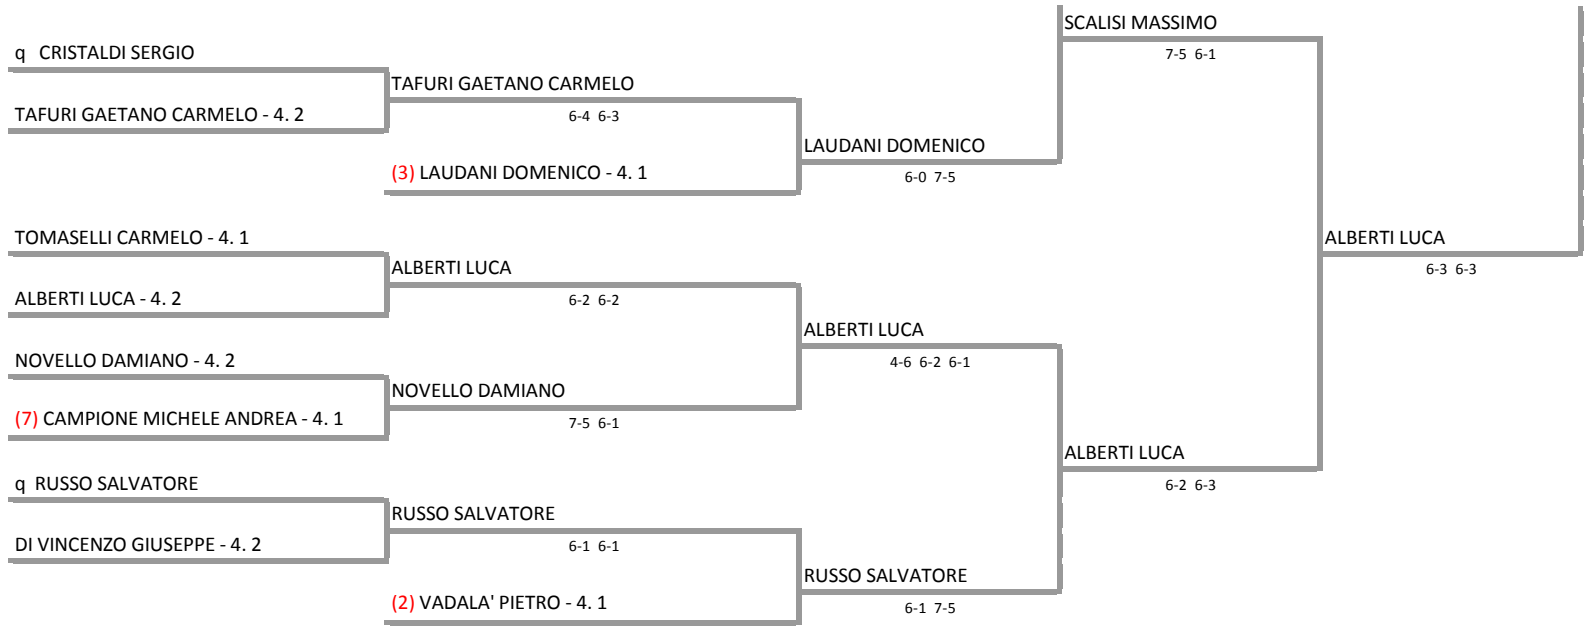 SCALISI MASSIMO
q CRISTALDI SERGIO
7-5 6-1
TAFURI GAETANO CARMELO
TAFURI GAETANO CARMELO - 4. 2
6-4 6-3
LAUDANI DOMENICO
(3) LAUDANI DOMENICO - 4. 1
6-0 7-5
TOMASELLI CARMELO - 4. 1
ALBERTI LUCA
ALBERTI LUCA
6-3 6-3
ALBERTI LUCA - 4. 2
6-2 6-2
ALBERTI LUCA
NOVELLO DAMIANO - 4. 2
4-6 6-2 6-1
NOVELLO DAMIANO
(7) CAMPIONE MICHELE ANDREA - 4. 1
7-5 6-1
ALBERTI LUCA
q RUSSO SALVATORE
6-2 6-3
RUSSO SALVATORE
DI VINCENZO GIUSEPPE - 4. 2
6-1 6-1
RUSSO SALVATORE
(2) VADALA' PIETRO - 4. 1
6-1 7-5